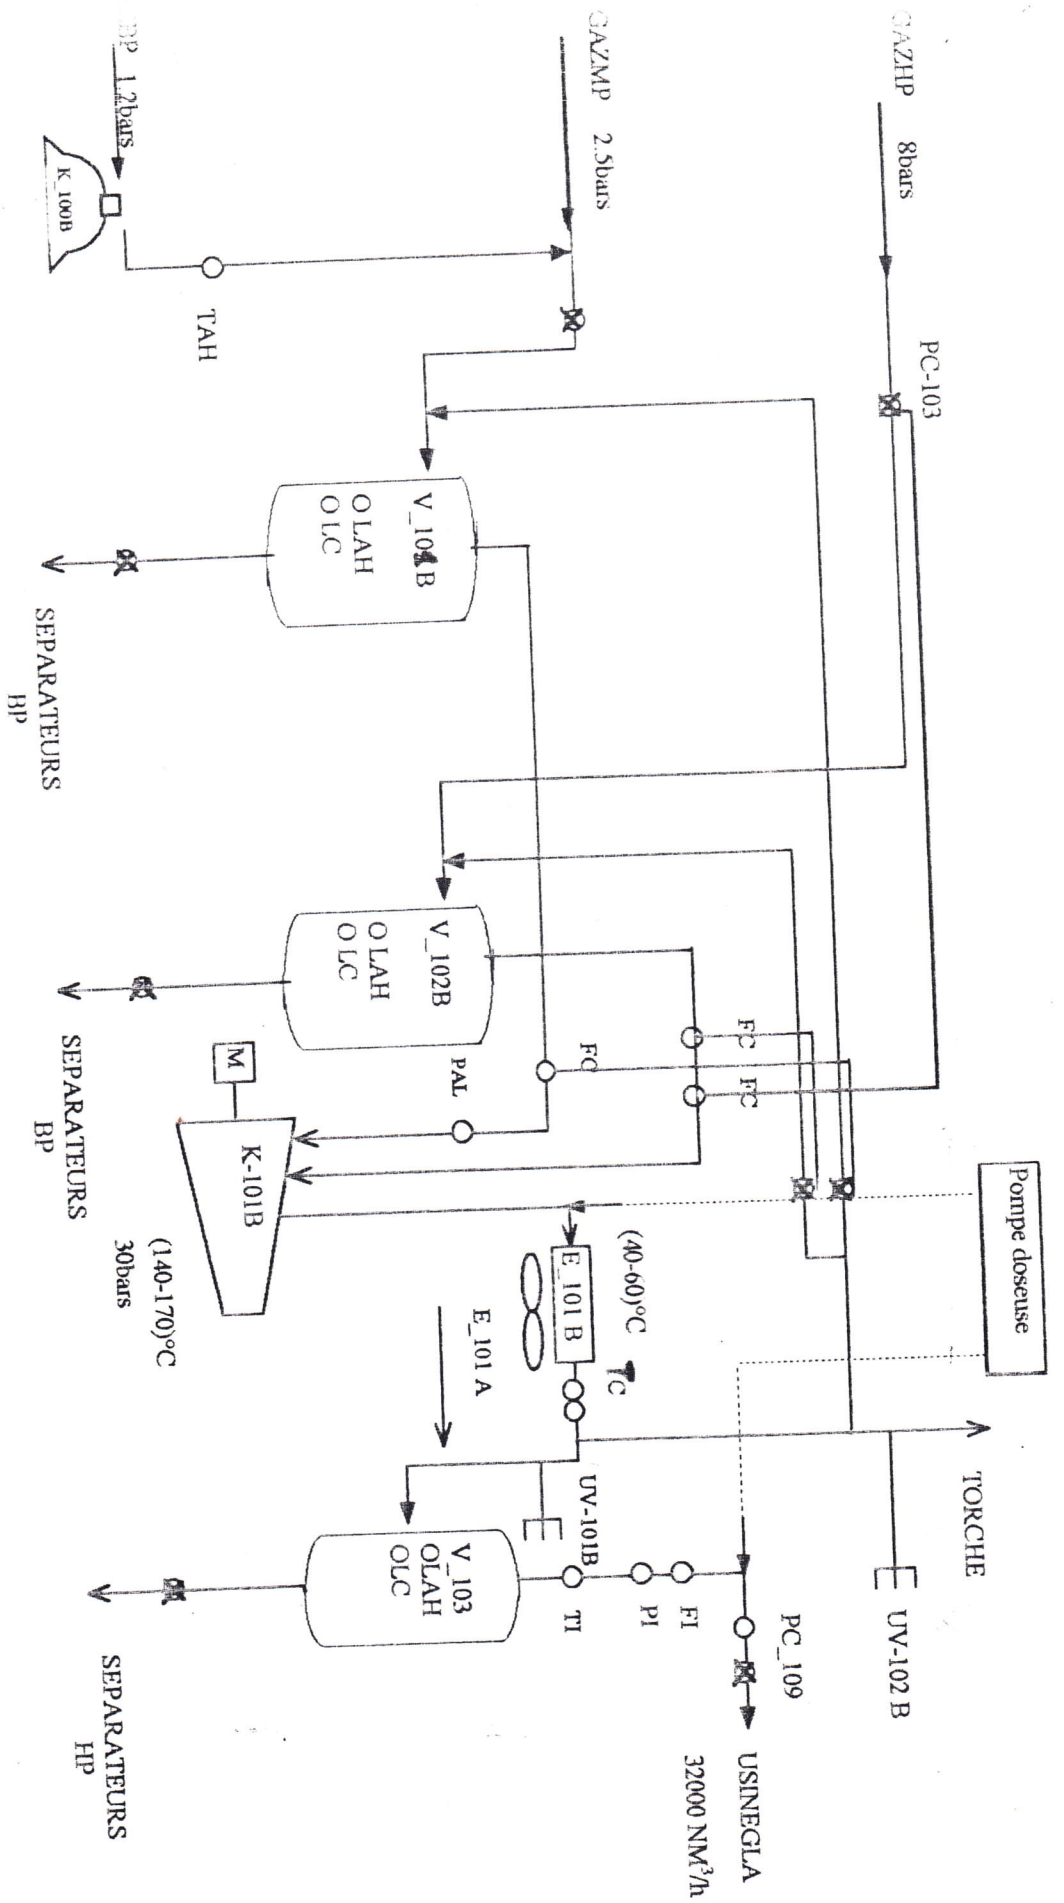 GAZHP 8bars
PC-103
GAZMP 2.5bars
BP 1.2bars
K_100B
TAH
V_101B
O LAH
O LC
SEPARATEURS
BP
V_102B
O LAH
O LC
SEPARATEURS
BP
FC
FC
FC
PAL
M
K-101B
(140-170)°C
30bars
Pompe doseuse
(40-60)°C
E_101 B
TC
E_101 A
TORCHE
UV-102 B
UV-101B
V_103
OLAH
OLC
TI
PI
FI
PC_109
USINEGLA
32000 NM³/h
SEPARATEURS
HP